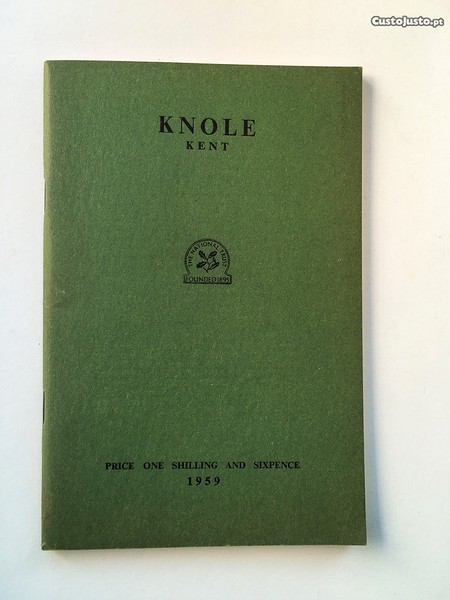 CustoJusto.pt
KNOLE
KENT
THE NATIONAL TRUST
FOUNDED 1895
PRICE ONE SHILLING AND SIXPENCE
1959